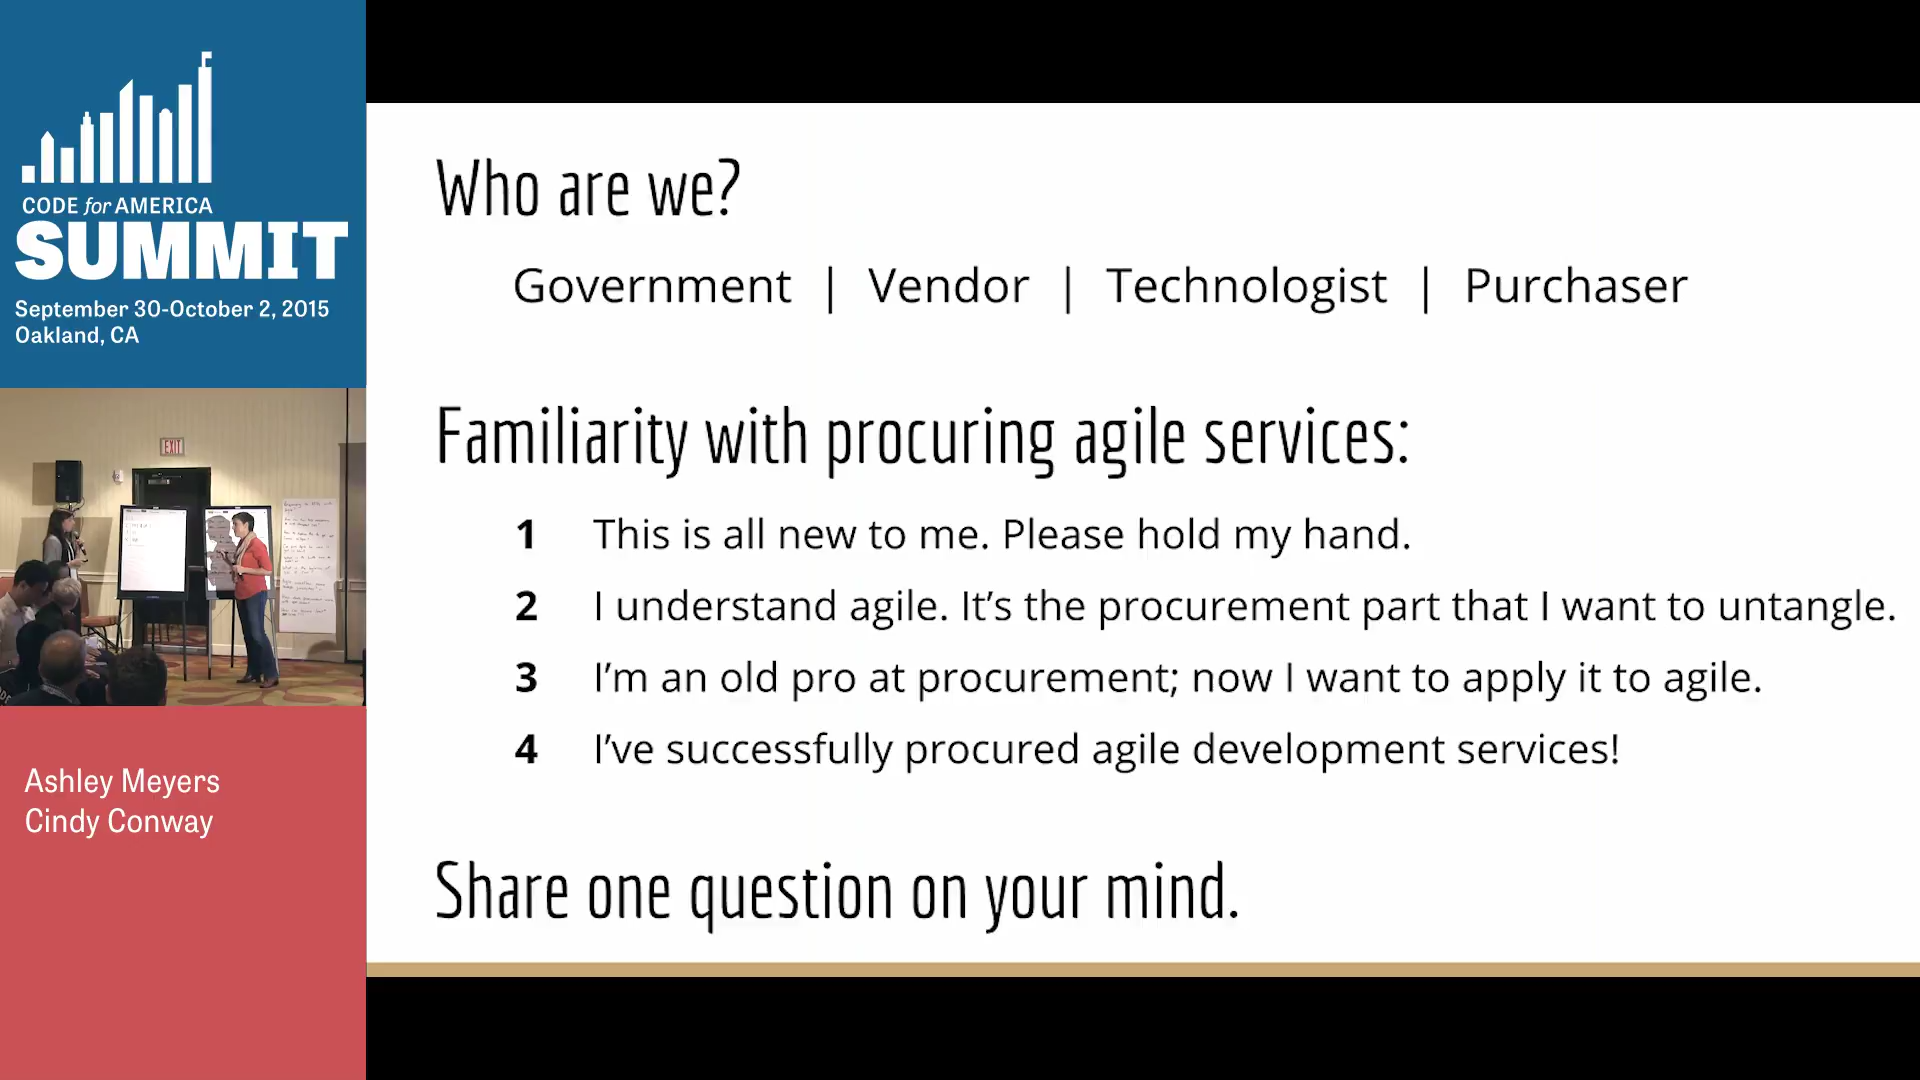 CODE for AMERICA
SUMMIT
September 30-October 2, 2015
Oakland, CA
EXIT
Ashley Meyers
Cindy Conway
Who are we?
Government | Vendor | Technologist | Purchaser
Familiarity with procuring agile services:
1 This is all new to me. Please hold my hand.
2 I understand agile. It’s the procurement part that I want to untangle.
3 I’m an old pro at procurement; now I want to apply it to agile.
4 I’ve successfully procured agile development services!
Share one question on your mind.